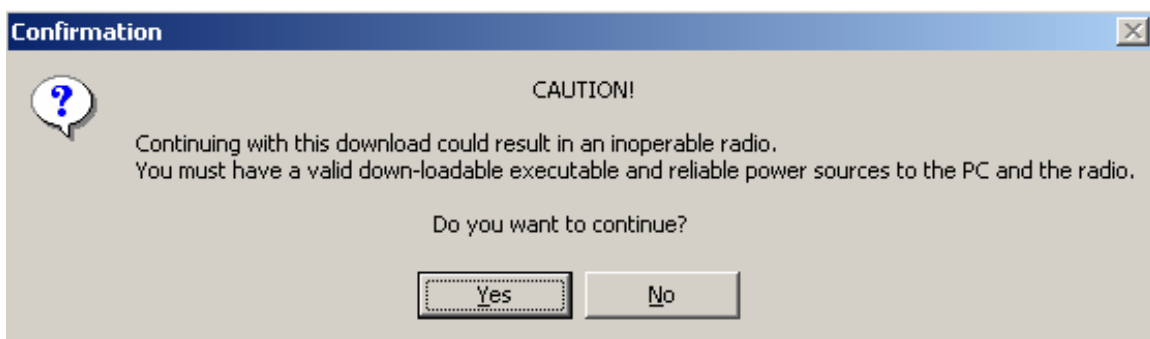 Confirmation
?
CAUTION!
Continuing with this download could result in an inoperable radio.
You must have a valid down-loadable executable and reliable power sources to the PC and the radio.
Do you want to continue?
Yes No